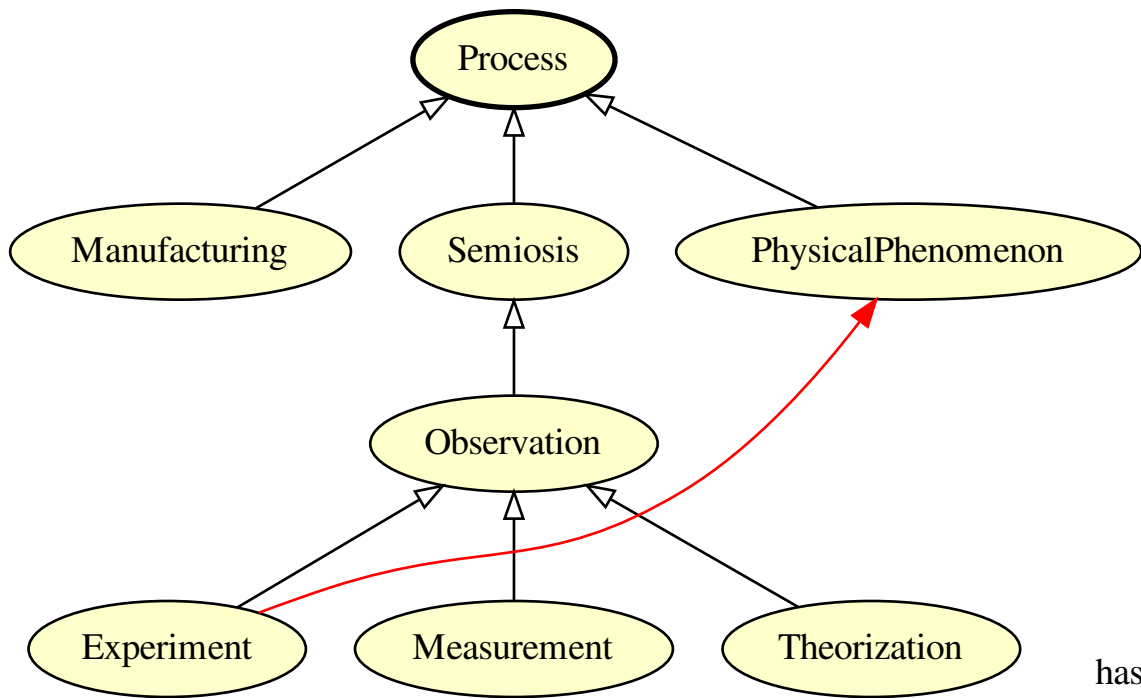 Process
Manufacturing
Semiosis
PhysicalPhenomenon
Observation
Experiment
Measurement
Theorization
has